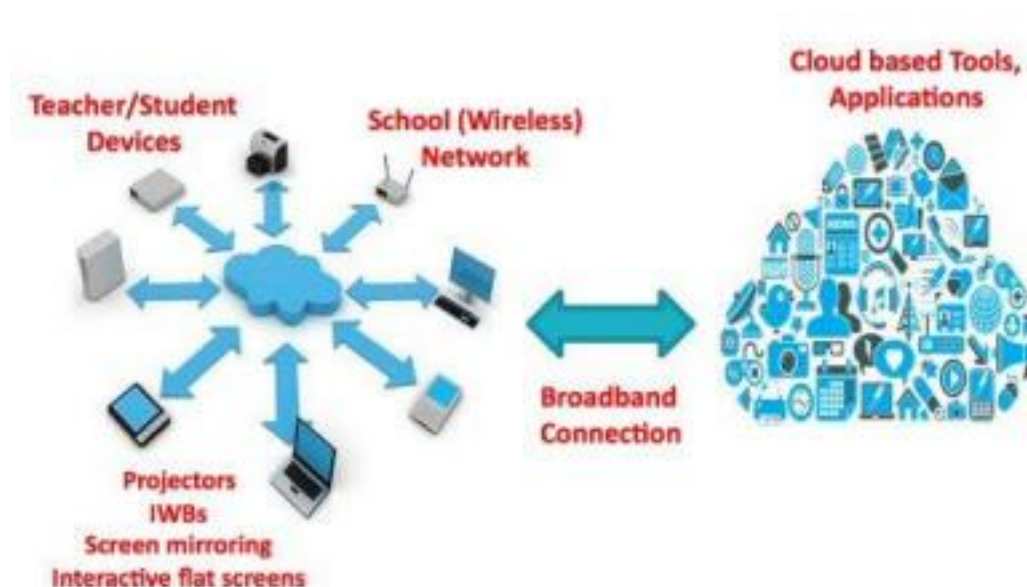 Teacher/Student
Devices
School (Wireless)
Network
Cloud based Tools,
Applications
Broadband
Connection
Projectors
IWBs
Screen mirroring
Interactive flat screens